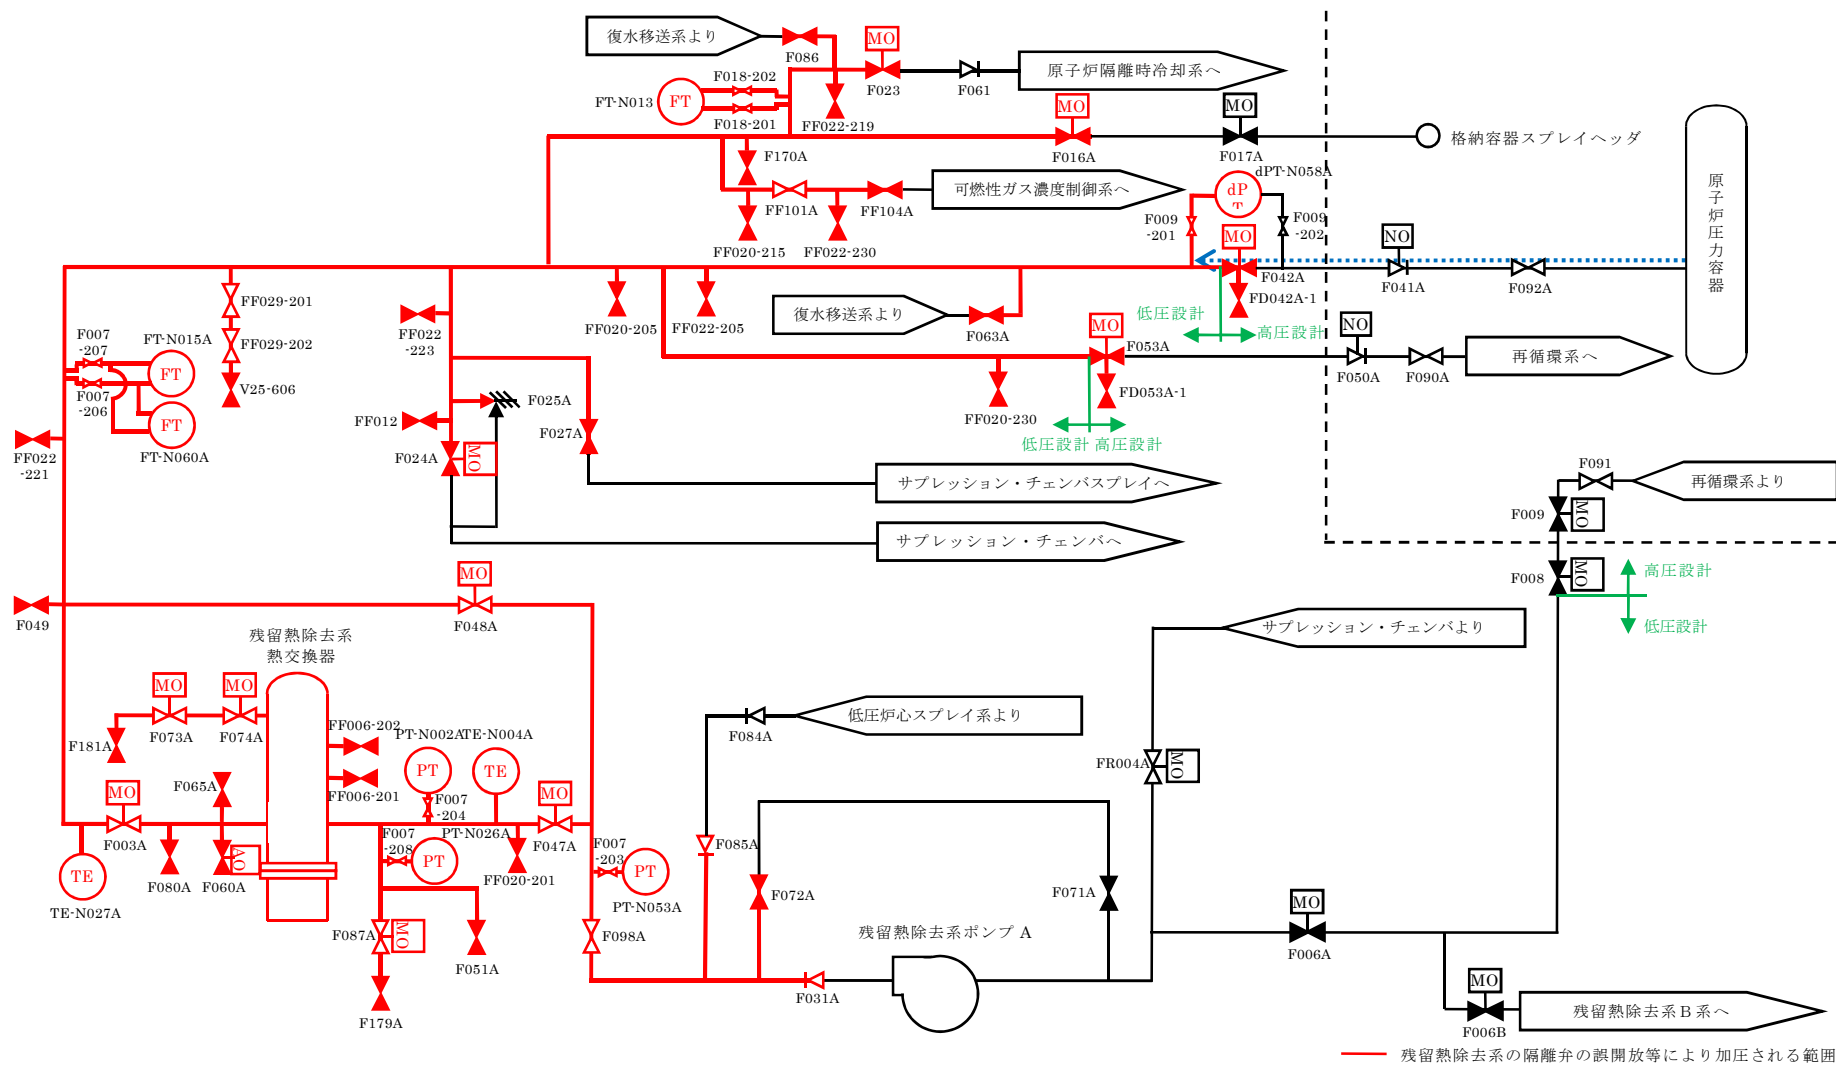 復水移送系より
F086
MO
F023
F061
原子炉隔離時冷却系へ
FT-N013
FT
F018-202
F018-201
FF022-219
MO
F016A
MO
F017A
格納容器スプレイヘッダ
F170A
FF101A
FF104A
可燃性ガス濃度制御系へ
FF020-215
FF022-230
dPT-N058A
dP
T
F009
-201
F009
-202
MO
F042A
FD042A-1
NO
F041A
F092A
原子炉圧力容器
低圧設計
高圧設計
FF029-201
FF029-202
V25-606
F007
-207
FT-N015A
FT
F007
-206
FT
FT-N060A
FF022
-221
FF022
-223
FF012
F024A
MO
F025A
F027A
FF020-205
FF022-205
復水移送系より
F063A
MO
F053A
FD053A-1
FF020-230
低圧設計
高圧設計
NO
F050A
F090A
再循環系へ
サプレッション・チェンバスプレイへ
サプレッション・チェンバへ
F091
再循環系より
F009
MO
F008
MO
高圧設計
低圧設計
F049
MO
F048A
残留熱除去系
熱交換器
サプレッション・チェンバより
MO
F073A
MO
F074A
F181A
FF006-202
FF006-201
F065A
MO
F003A
TE
TE-N027A
F080A
F060A
AO
PT-N002A
PT
F007
-204
TE-N004A
TE
MO
F047A
F007
-208
PT-N026A
PT
FF020-201
F007
-203
PT
PT-N053A
F087A
MO
F051A
F179A
F098A
F084A
低圧炉心スプレイ系より
F085A
F072A
F071A
FR004A
MO
残留熱除去系ポンプ A
F031A
MO
F006A
MO
F006B
残留熱除去系B系へ
残留熱除去系の隔離弁の誤開放等により加圧される範囲